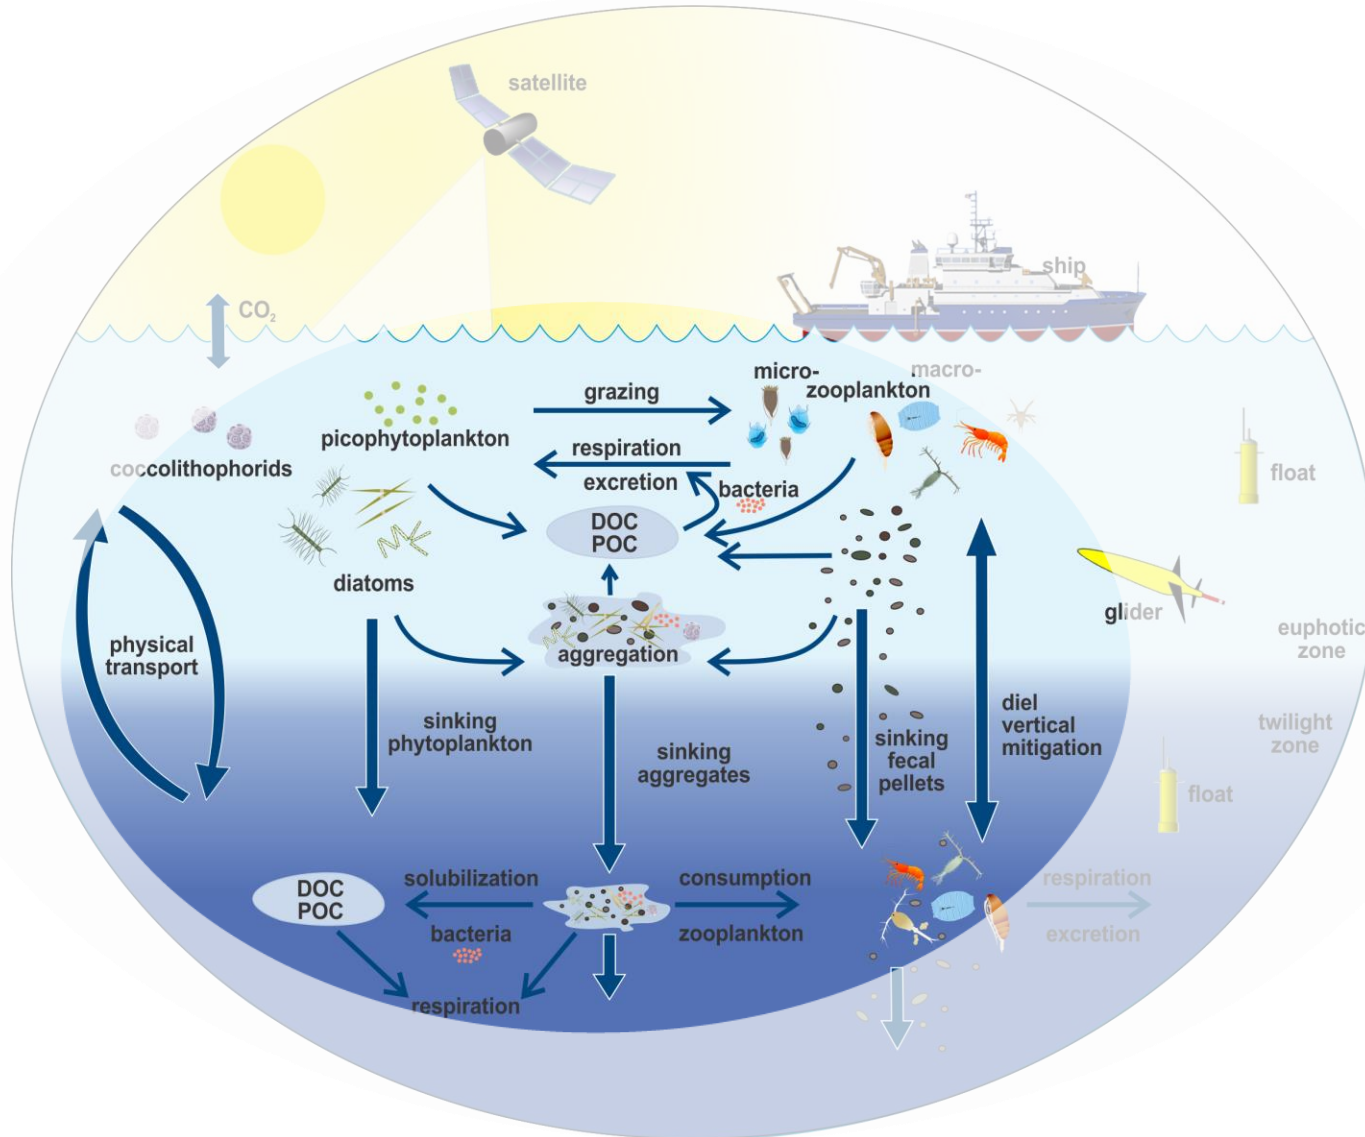 satellite
ship
CO₂
micro-
macro-
zooplankton
grazing
picophytoplankton
respiration
excretion
bacteria
coccolithophorids
DOC
POC
float
diatoms
glider
aggregation
physical
transport
euphotic
zone
sinking
phytoplankton
sinking
aggregates
sinking
fecal
pellets
diel
vertical
mitigation
twilight
zone
float
solubilization
consumption
DOC
POC
bacteria
zooplankton
respiration
excretion
respiration